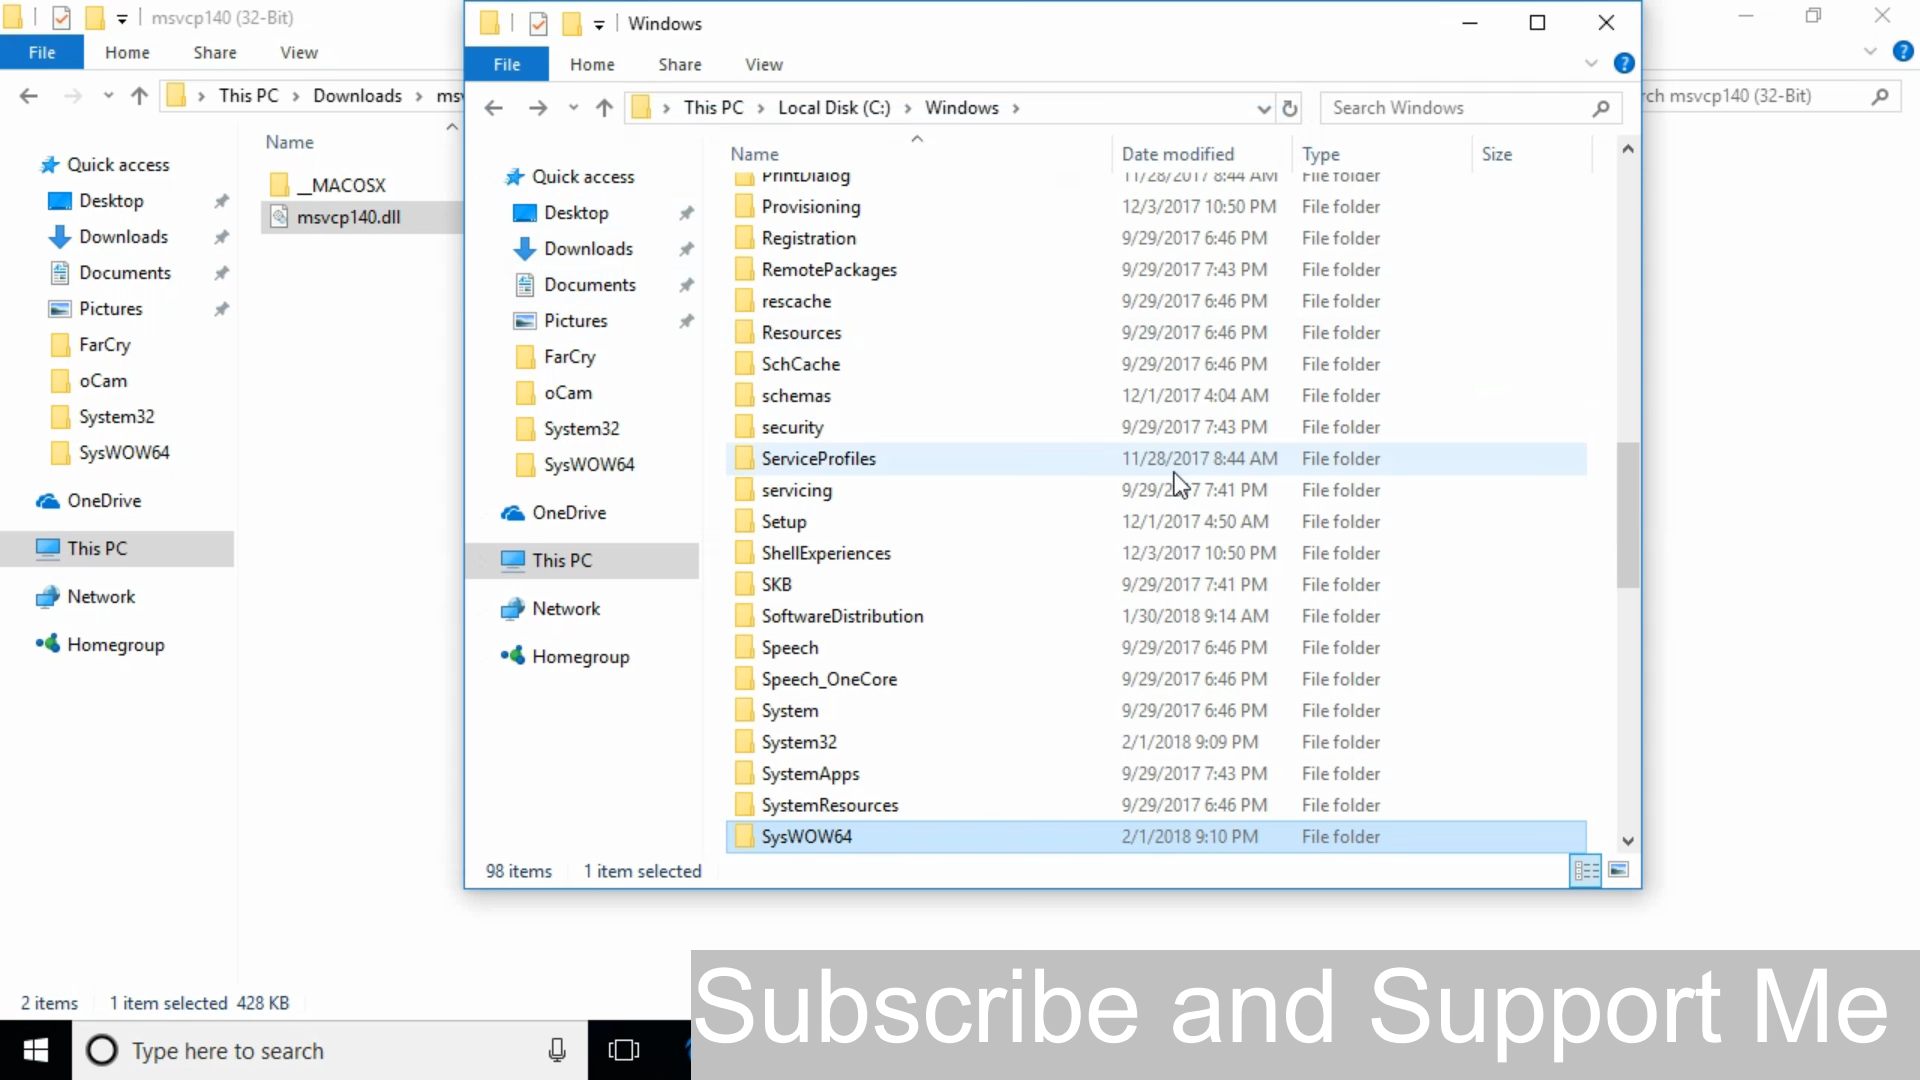 msvcp140 (32-Bit)
File
Home
Share
View
This PC
Downloads
Name
Quick access
Desktop
Downloads
Documents
Pictures
FarCry
oCam
System32
SysWOW64
OneDrive
This PC
Network
Homegroup
__MACOSX
msvcp140.dll
2 items
1 item selected 428 KB
msvcp140 (32-Bit)
Windows
File
Home
Share
View
This PC
Local Disk (C:)
Windows
Search Windows
Quick access
Desktop
Downloads
Documents
Pictures
FarCry
oCam
System32
SysWOW64
OneDrive
This PC
Network
Homegroup
Name Date modified Type Size
PrintDialog 11/28/2017 8:44 AM File folder
Provisioning 12/3/2017 10:50 PM File folder
Registration 9/29/2017 6:46 PM File folder
RemotePackages 9/29/2017 7:43 PM File folder
rescache 9/29/2017 6:46 PM File folder
Resources 9/29/2017 6:46 PM File folder
SchCache 9/29/2017 6:46 PM File folder
schemas 12/1/2017 4:04 AM File folder
security 9/29/2017 7:43 PM File folder
ServiceProfiles 11/28/2017 8:44 AM File folder
servicing 9/29/2017 7:41 PM File folder
Setup 12/1/2017 4:50 AM File folder
ShellExperiences 12/3/2017 10:50 PM File folder
SKB 9/29/2017 7:41 PM File folder
SoftwareDistribution 1/30/2018 9:14 AM File folder
Speech 9/29/2017 6:46 PM File folder
Speech_OneCore 9/29/2017 6:46 PM File folder
System 9/29/2017 6:46 PM File folder
System32 2/1/2018 9:09 PM File folder
SystemApps 9/29/2017 7:43 PM File folder
SystemResources 9/29/2017 6:46 PM File folder
SysWOW64 2/1/2018 9:10 PM File folder
98 items
1 item selected
Type here to search
Subscribe and Support Me